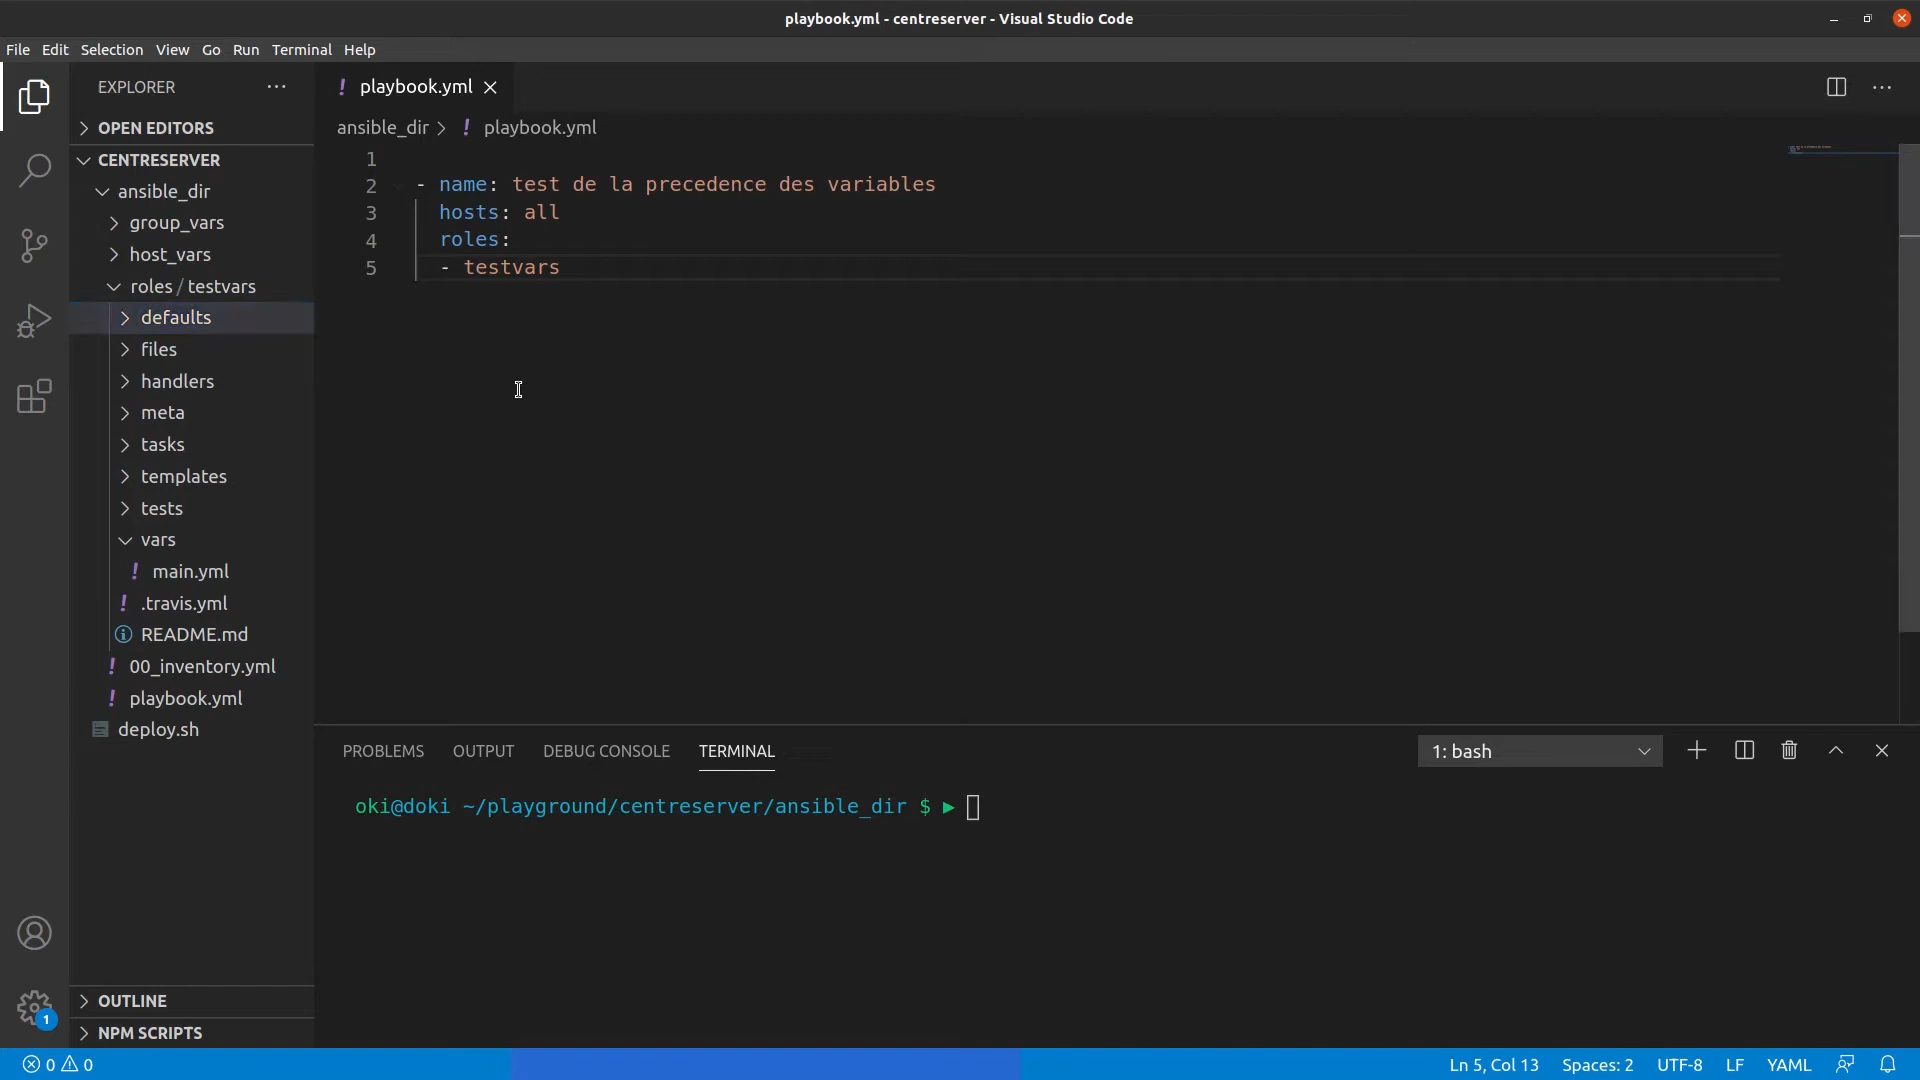 playbook.yml - centreserver - Visual Studio Code
File Edit Selection View Go Run Terminal Help
EXPLORER
OPEN EDITORS
CENTRESERVER
ansible_dir
group_vars
host_vars
roles / testvars
defaults
files
handlers
meta
tasks
templates
tests
vars
! main.yml
! .travis.yml
README.md
! 00_inventory.yml
! playbook.yml
deploy.sh
OUTLINE
NPM SCRIPTS
1
! playbook.yml
ansible_dir > ! playbook.yml
1
2 - name: test de la precedence des variables
3 hosts: all
4 roles:
5 - testvars
PROBLEMS OUTPUT DEBUG CONSOLE TERMINAL
1: bash
oki@doki ~/playground/centreserver/ansible_dir $
0 0
Ln 5, Col 13 Spaces: 2 UTF-8 LF YAML